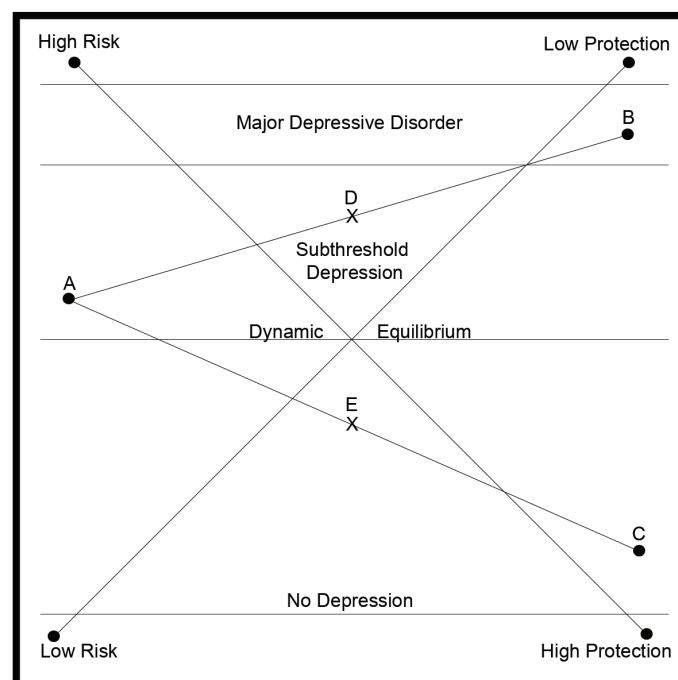 High Risk
Low Protection
Major Depressive Disorder
B
D
X
Subthreshold
Depression
A
Dynamic Equilibrium
E
X
C
No Depression
Low Risk
High Protection